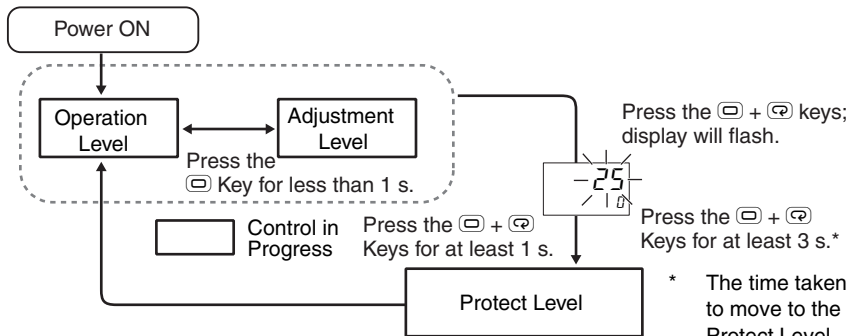 Power ON
Operation
Level
Adjustment
Level
Press the
Key for less than 1 s.
Press the + keys;
display will flash.
25
0
Control in
Progress
Press the +
Keys for at least 1 s.
Press the +
Keys for at least 3 s.*
Protect Level
* The time taken
to move to the
Protect Level